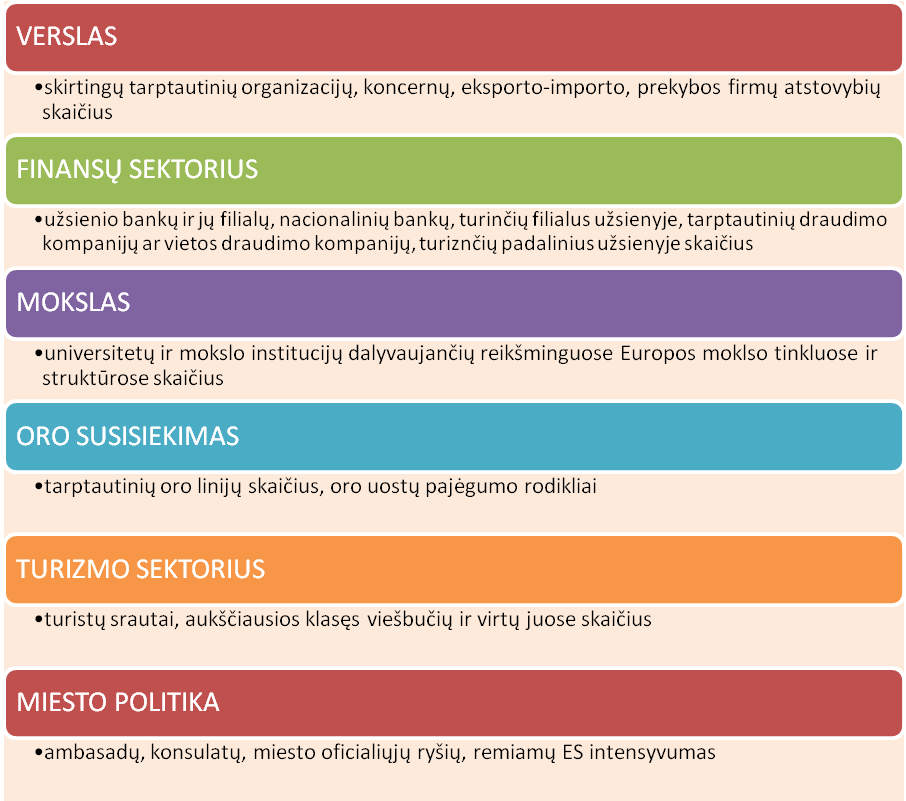 VERSLAS
•skirtingų tarptautinių organizacijų, koncernų, eksporto-importo, prekybos firmų atstovybių
skaičius
FINANSŲ SEKTORIUS
•užsienio bankų ir jų filialų, nacionalinių bankų, turinčių filialus užsienyje, tarptautinių draudimo
kompanijų ar vietos draudimo kompanijų, turiznčių padalinius užsienyje skaičius
MOKSLAS
•universitetų ir mokslo institucijų dalyvaujančių reikšminguose Europos moklso tinkluose ir
struktūrose skaičius
ORO SUSISIEKIMAS
•tarptautinių oro linijų skaičius, oro uostų pajėgumo rodikliai
TURIZMO SEKTORIUS
•turistų srautai, aukščiausios klasęs viešbučių ir virtų juose skaičius
MIESTO POLITIKA
•ambasadų, konsulatų, miesto oficialiųjų ryšių, remiamų ES intensyvumas